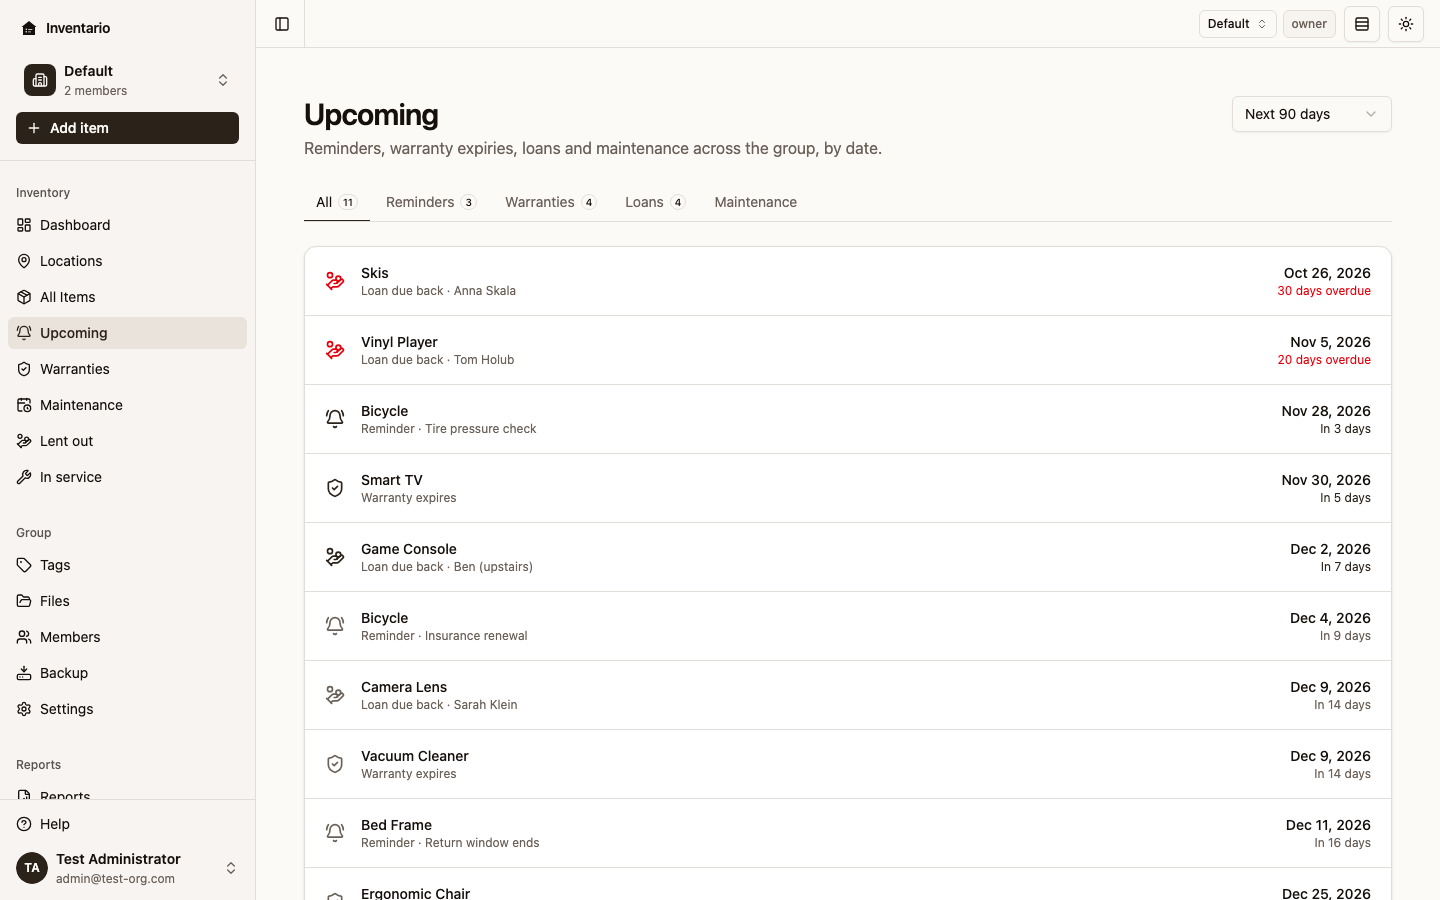 Inventario
Default
2 members
Add item
Inventory
Dashboard
Locations
All Items
Upcoming
Warranties
Maintenance
Lent out
In service
Group
Tags
Files
Members
Backup
Settings
Reports
Reports
Help
TA
Test Administrator
admin@test-org.com
Default
owner
Upcoming
Next 90 days
Reminders, warranty expiries, loans and maintenance across the group, by date.
All 11 Reminders 3 Warranties 4 Loans 4 Maintenance
Skis Oct 26, 2026
Loan due back · Anna Skala 30 days overdue
Vinyl Player Nov 5, 2026
Loan due back · Tom Holub 20 days overdue
Bicycle Nov 28, 2026
Reminder · Tire pressure check In 3 days
Smart TV Nov 30, 2026
Warranty expires In 5 days
Game Console Dec 2, 2026
Loan due back · Ben (upstairs) In 7 days
Bicycle Dec 4, 2026
Reminder · Insurance renewal In 9 days
Camera Lens Dec 9, 2026
Loan due back · Sarah Klein In 14 days
Vacuum Cleaner Dec 9, 2026
Warranty expires In 14 days
Bed Frame Dec 11, 2026
Reminder · Return window ends In 16 days
Ergonomic Chair Dec 25, 2026